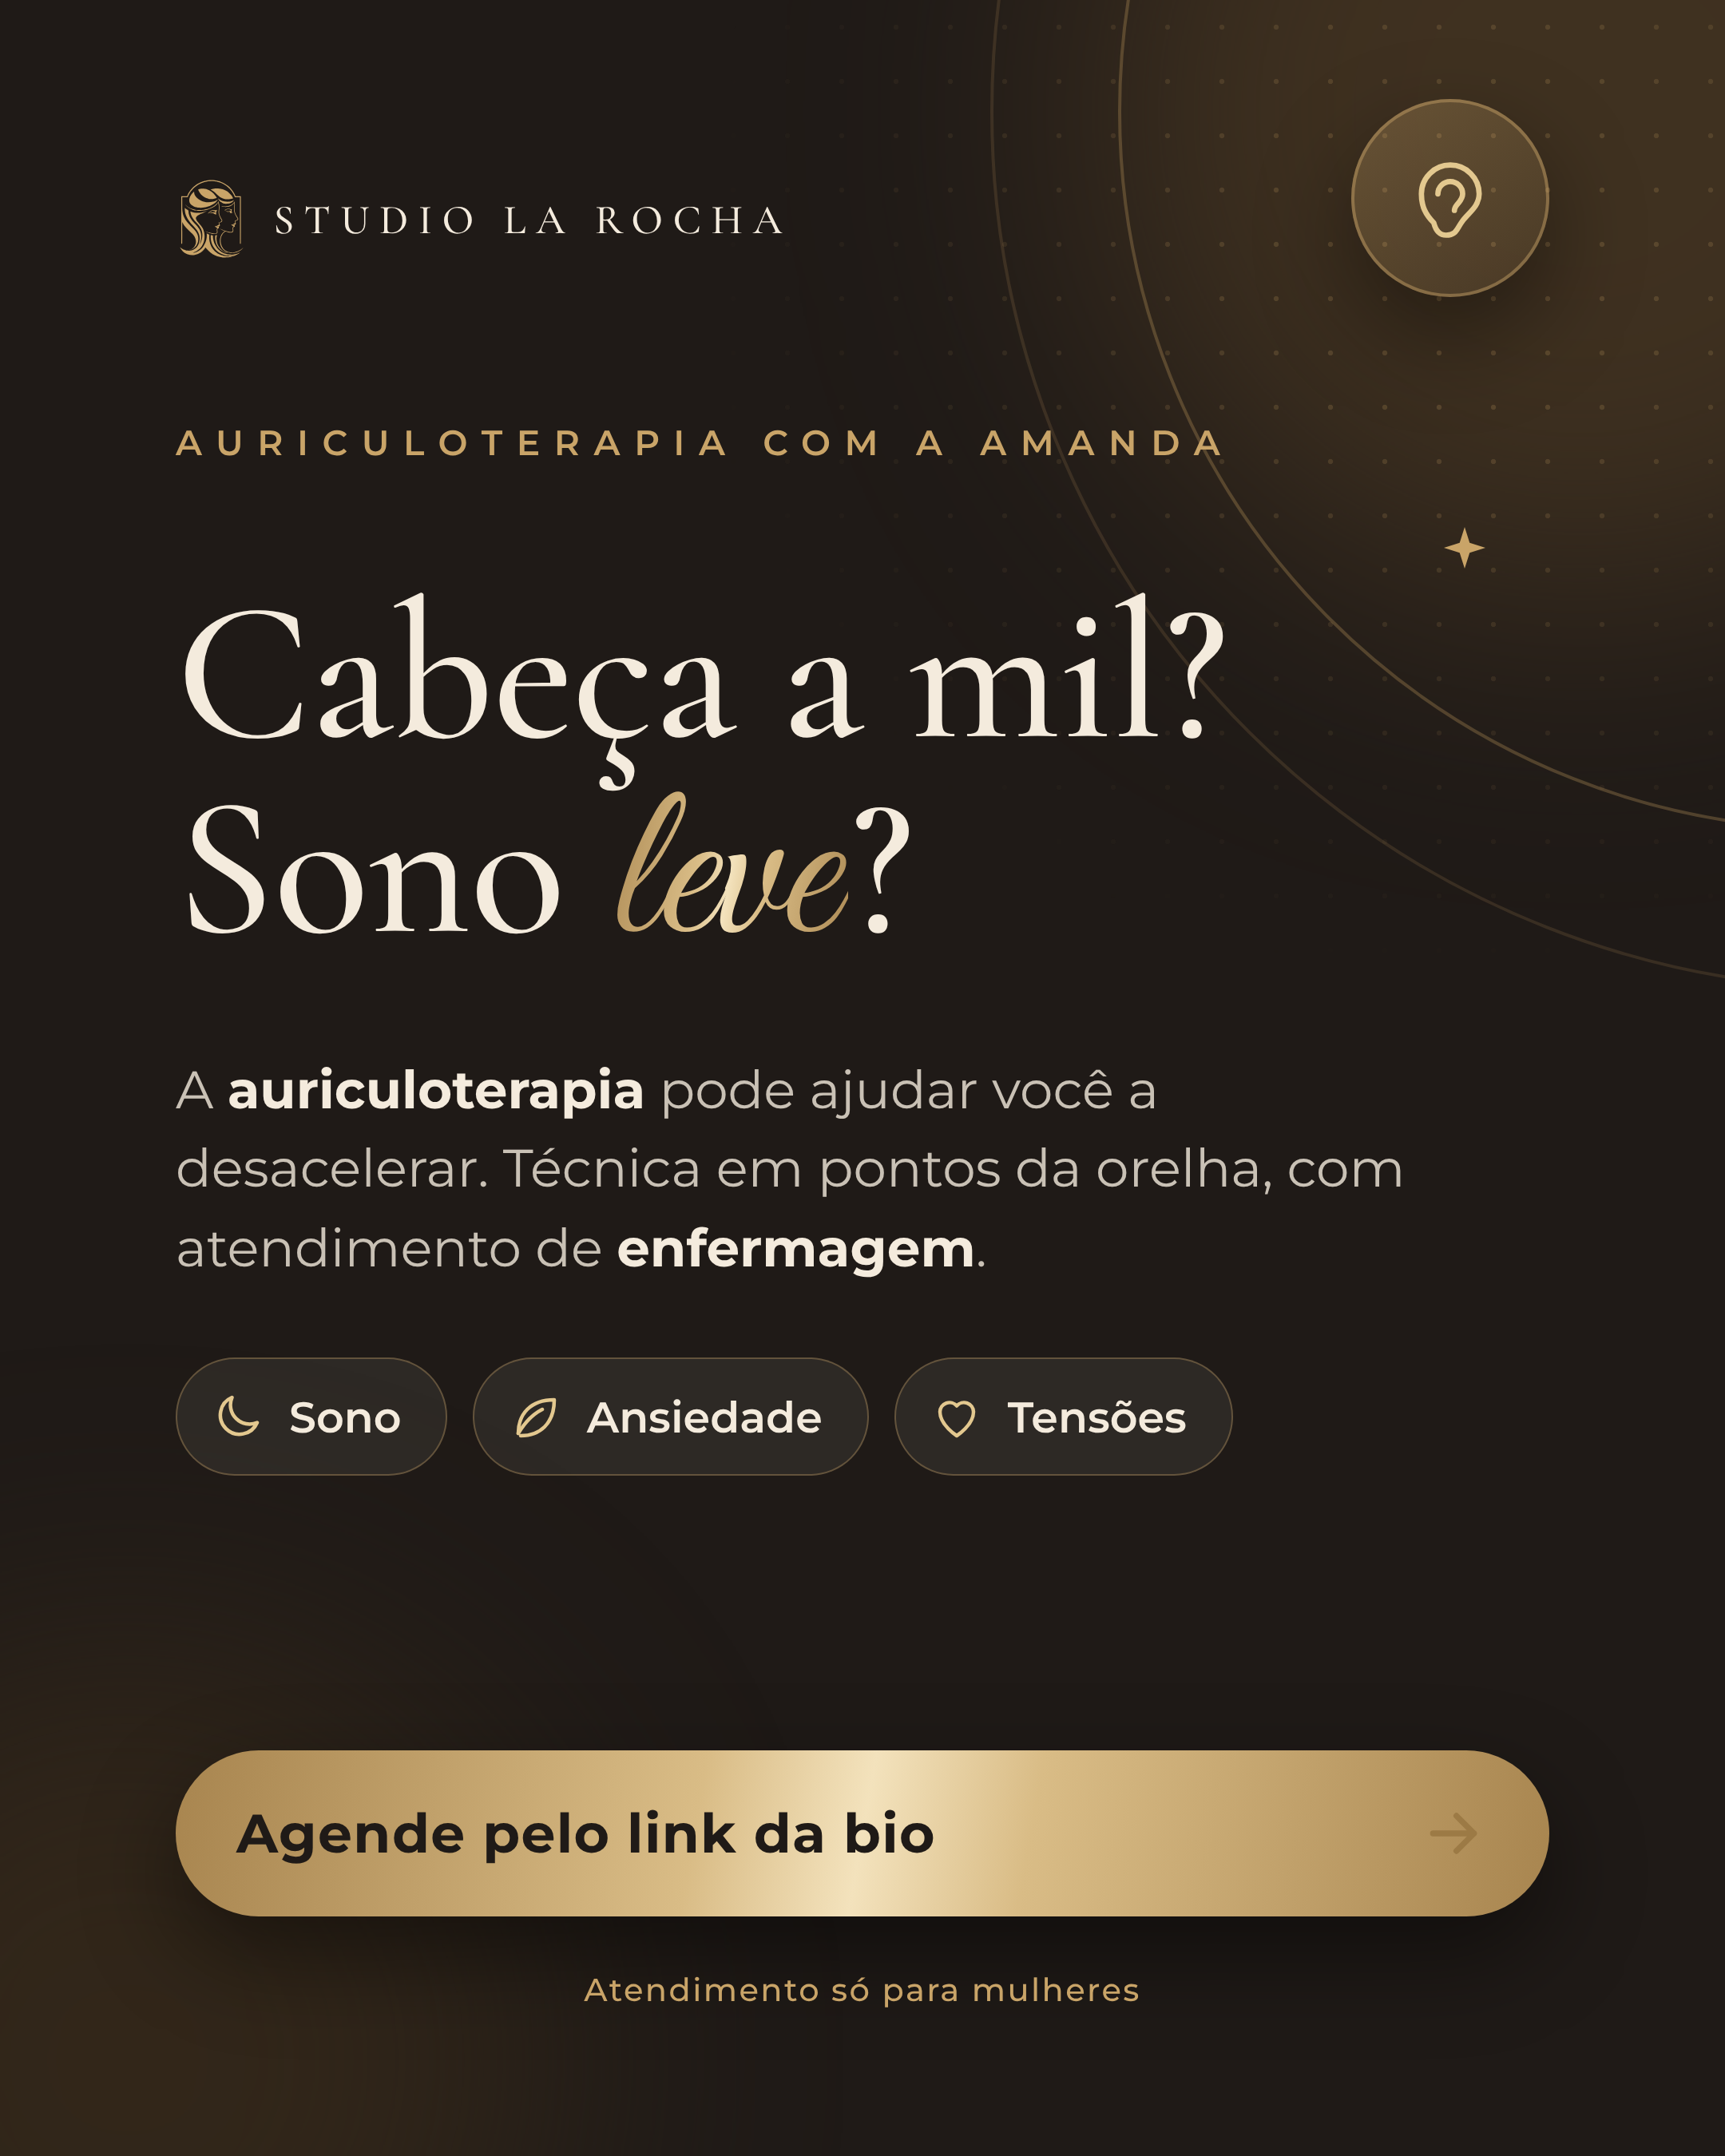 STUDIO LA ROCHA
AURICULOTERAPIA COM A AMANDA
Cabeça a mil?
Sono leve?
A auriculoterapia pode ajudar você a
desacelerar. Técnica em pontos da orelha, com
atendimento de enfermagem.
Sono
Ansiedade
Tensões
Agende pelo link da bio
Atendimento só para mulheres